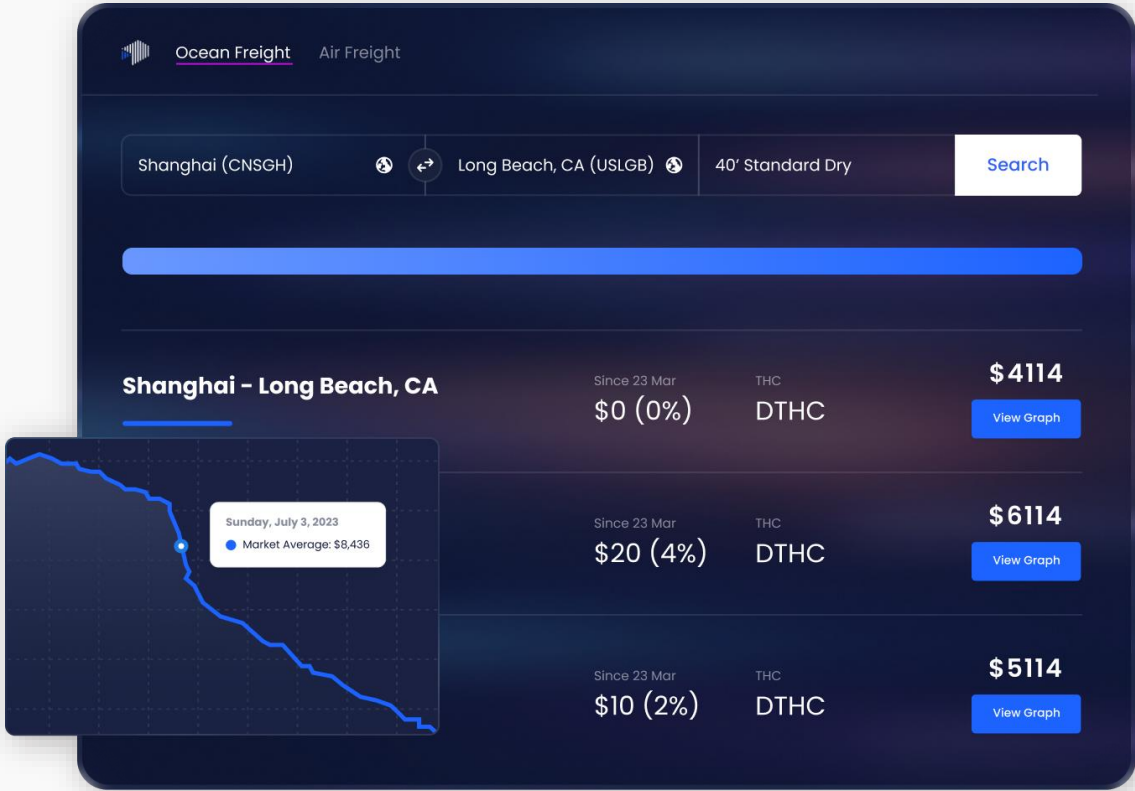 Ocean Freight Air Freight
Shanghai (CNSGH) Long Beach, CA (USLGB) 40' Standard Dry Search
Shanghai - Long Beach, CA
Since 23 Mar THC $4114
$0 (0%) DTHC View Graph
Since 23 Mar THC $6114
$20 (4%) DTHC View Graph
Sunday, July 3, 2023
Market Average: $8,436
Since 23 Mar THC $5114
$10 (2%) DTHC View Graph